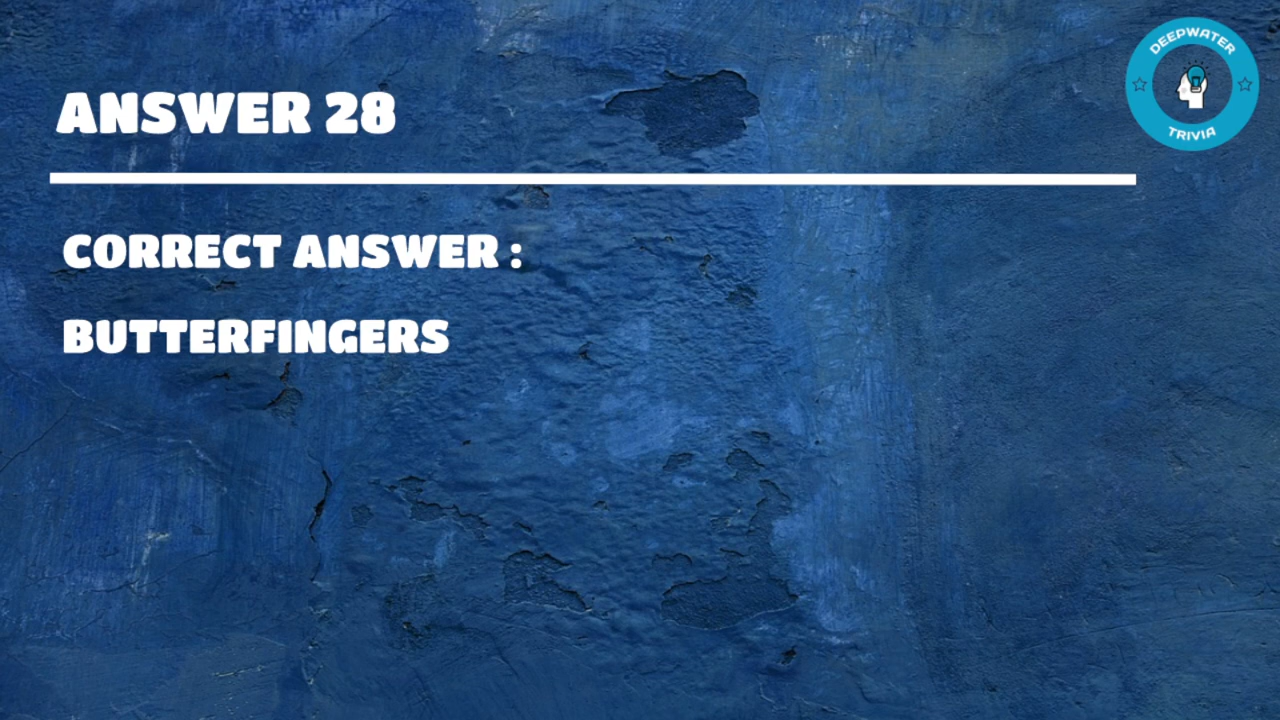 DEEPWATER
TRIVIA
ANSWER 28
CORRECT ANSWER :
BUTTERFINGERS